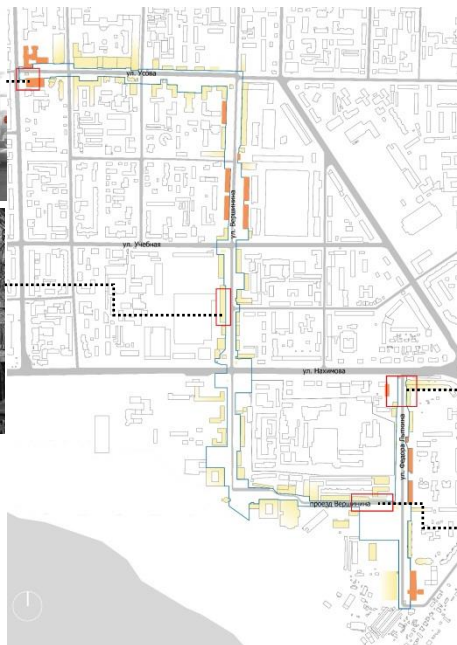 ул. Усова
ул. Вершинина
ул. Учебная
ул. Нахимова
ул. Федора Лыткина
проезд Вершинина